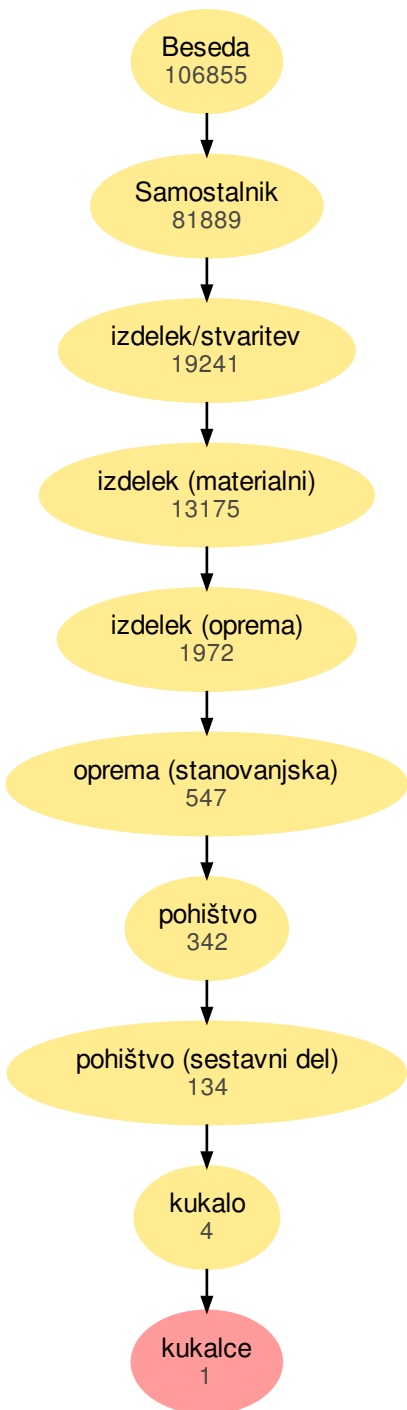 Beseda
106855
Samostalnik
81889
izdelek/stvaritev
19241
izdelek (materialni)
13175
izdelek (oprema)
1972
oprema (stanovanjska)
547
pohištvo
342
pohištvo (sestavni del)
134
kukalo
4
kukalce
1